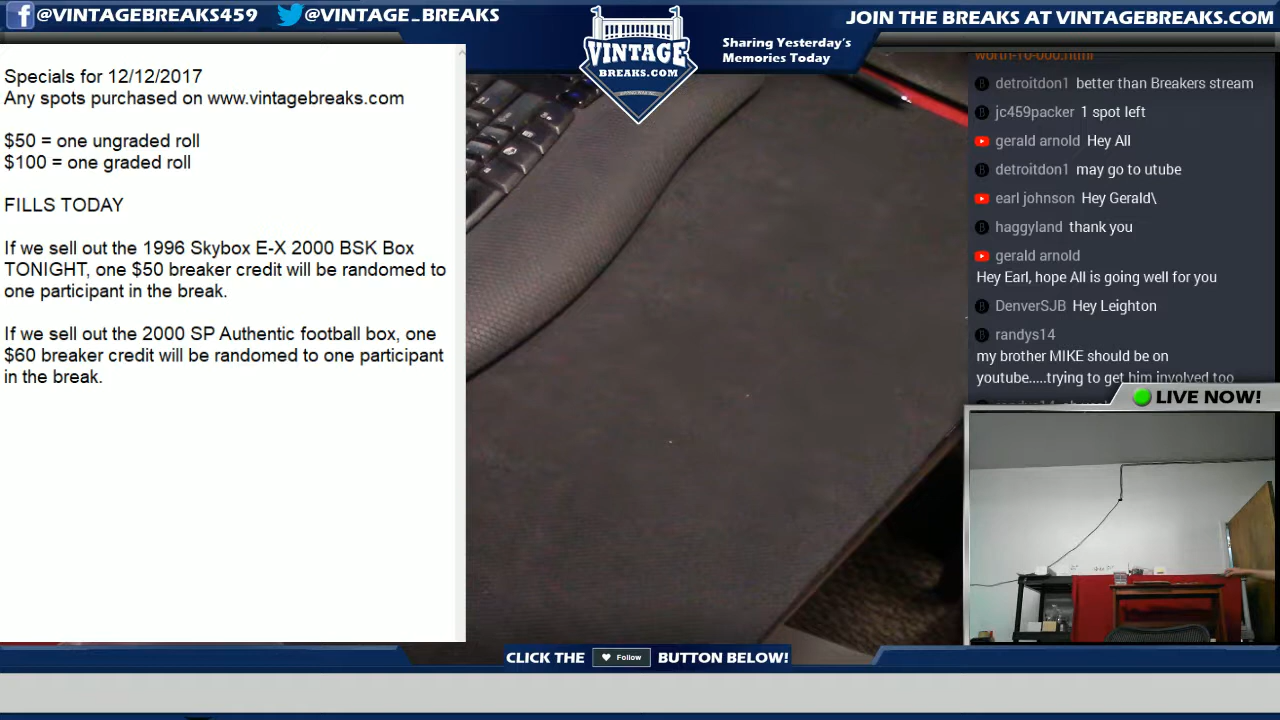 @VINTAGEBREAKS459
@VINTAGE_BREAKS
VINTAGE
BREAKS.COM
Sharing Yesterday's
Memories Today
JOIN THE BREAKS AT VINTAGEBREAKS.COM
Specials for 12/12/2017
Any spots purchased on www.vintagebreaks.com
$50 = one ungraded roll
$100 = one graded roll
FILLS TODAY
If we sell out the 1996 Skybox E-X 2000 BSK Box
TONIGHT, one $50 breaker credit will be randomed to
one participant in the break.
If we sell out the 2000 SP Authentic football box, one
$60 breaker credit will be randomed to one participant
in the break.
worth-10-000.html
detroitdon1 better than Breakers stream
jc459packer 1 spot left
gerald arnold Hey All
detroitdon1 may go to utube
earl johnson Hey Gerald\
haggyland thank you
gerald arnold
Hey Earl, hope All is going well for you
DenverSJB Hey Leighton
randys14
my brother MIKE should be on
youtube.....trying to get him involved too
LIVE NOW!
CLICK THE Follow BUTTON BELOW!